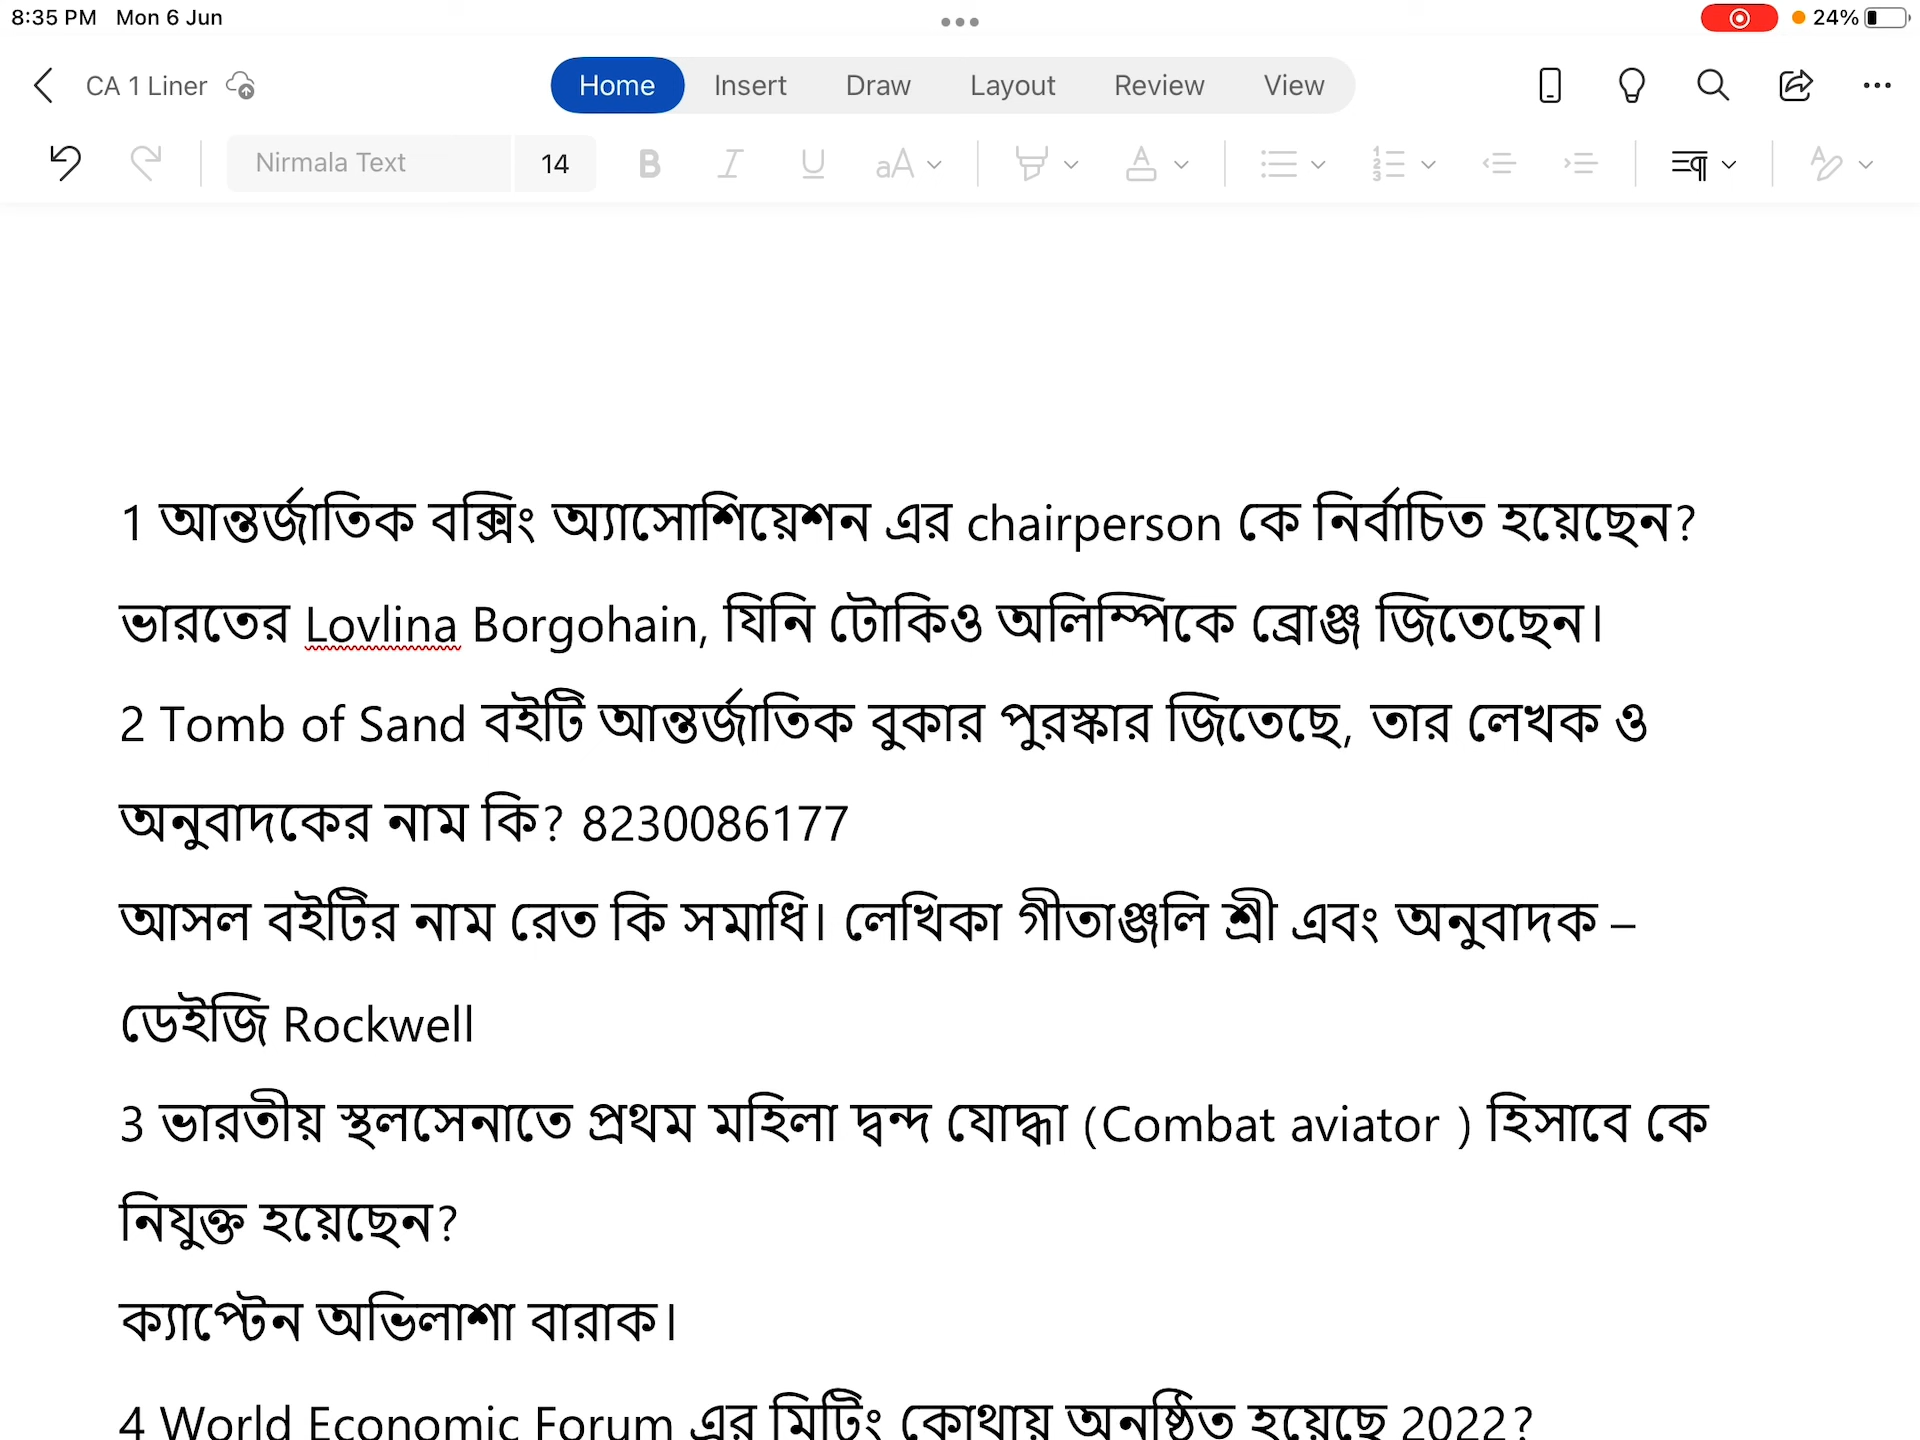 8:35 PM Mon 6 Jun 24%
CA 1 Liner Home Insert Draw Layout Review View
Nirmala Text 14 B I U aA A A
1 আন্তর্জাতিক বক্সিং অ্যাসোশিয়েশন এর chairperson কে নির্বাচিত হয়েছেন?
ভারতের Lovlina Borgohain, যিনি টোকিও অলিম্পিকে ব্রোঞ্জ জিতেছেন।
2 Tomb of Sand বইটি আন্তর্জাতিক বুকার পুরস্কার জিতেছে, তার লেখক ও
অনুবাদকের নাম কি? 8230086177
আসল বইটির নাম রেত কি সমাধি। লেখিকা গীতাঞ্জলি শ্রী এবং অনুবাদক –
ডেইজি Rockwell
3 ভারতীয় স্থলসেনাতে প্রথম মহিলা দ্বন্দ যোদ্ধা (Combat aviator ) হিসাবে কে
নিযুক্ত হয়েছেন?
ক্যাপ্টেন অভিলাশা বারাক।
4 World Economic Forum এর মিটিং কোথায় অনুষ্ঠিত হয়েছে 2022?